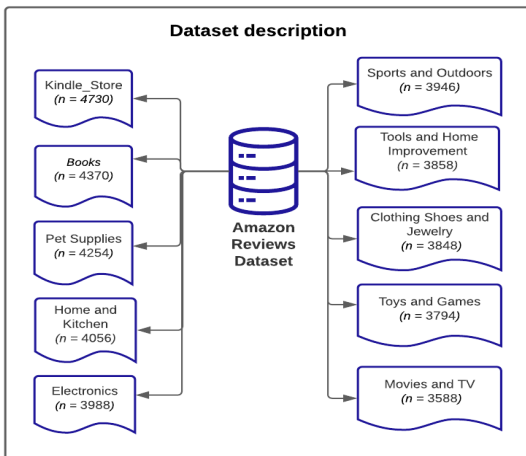 Dataset description
Kindle_Store
(n = 4730)
Books
(n = 4370)
Pet Supplies
(n = 4254)
Home and
Kitchen
(n = 4056)
Electronics
(n = 3988)
Amazon
Reviews
Dataset
Sports and Outdoors
(n = 3946)
Tools and Home
Improvement
(n = 3858)
Clothing Shoes and
Jewelry
(n = 3848)
Toys and Games
(n = 3794)
Movies and TV
(n = 3588)